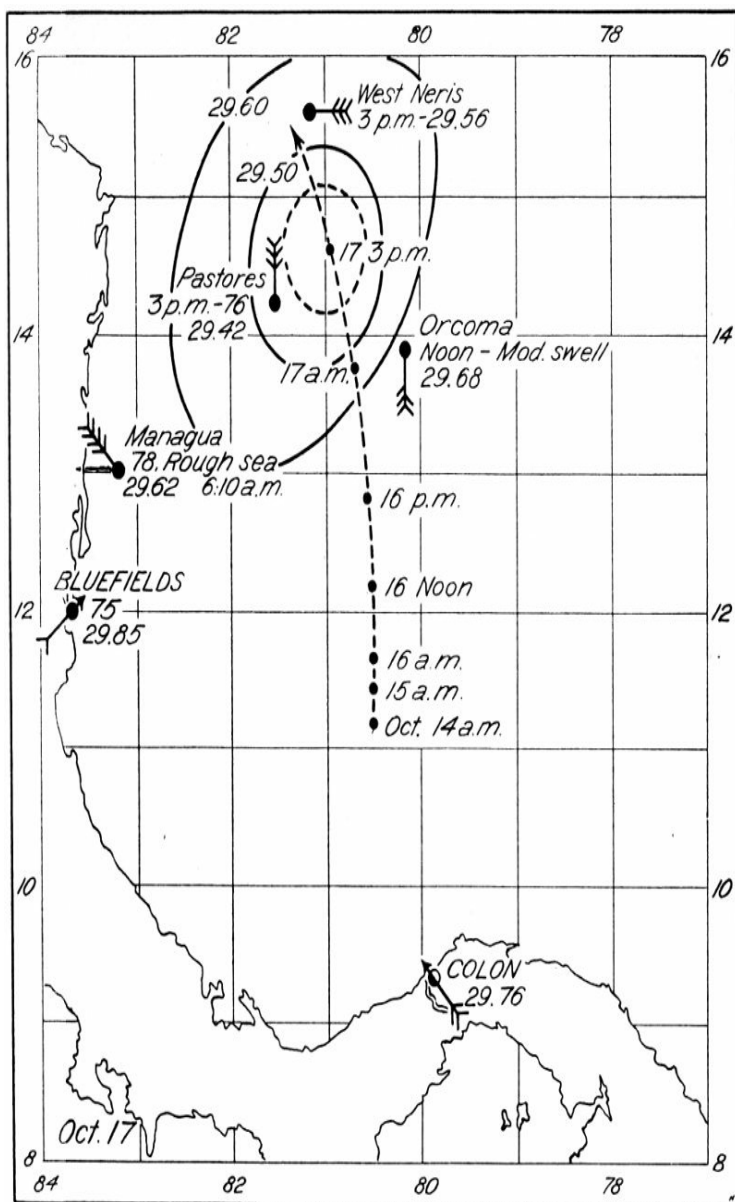 84 82 80 78
16 16
29.60
West Neris
3 p.m.-29.56
29.50
17 3 p.m.
Pastores
3 p.m.-76
29.42
14 14
Orcoma
Noon - Mod. swell
29.68
17 a.m.
Managua
78. Rough sea
29.62 6:10 a.m.
16 p.m.
16 Noon
BLUEFIELDS
75
29.85
12 12
16 a.m.
15 a.m.
Oct. 14 a.m.
10 10
COLON
29.76
Oct. 17
8 8
84 82 80 78